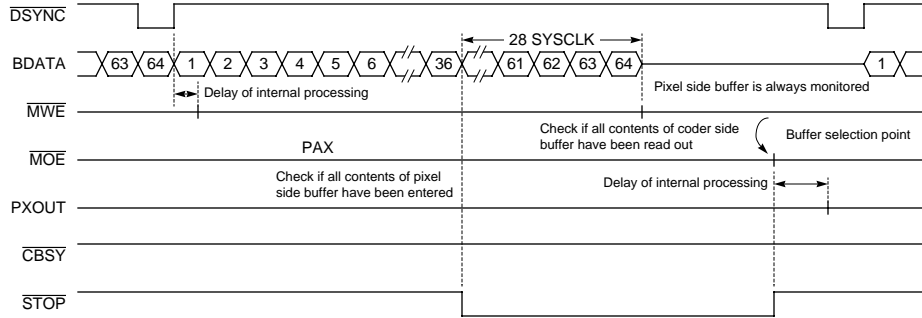 DSYNC
28 SYSCLK
BDATA 63 64 1 2 3 4 5 6 36 61 62 63 64 1
Delay of internal processing
Pixel side buffer is always monitored
MWE
Check if all contents of coder side
buffer have been read out
Buffer selection point
PAX
MOE
Check if all contents of pixel
side buffer have been entered
Delay of internal processing
PXOUT
CBSY
STOP